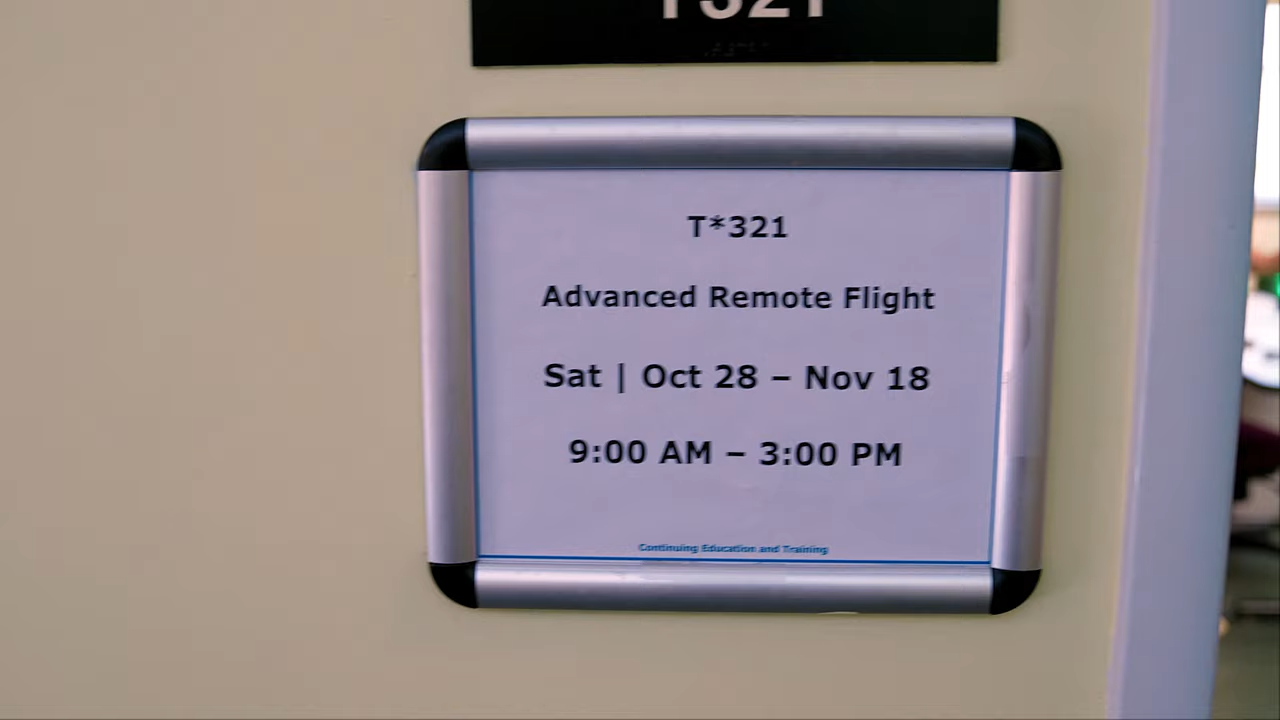 T321
T*321
Advanced Remote Flight
Sat | Oct 28 – Nov 18
9:00 AM – 3:00 PM
Continuing Education and Training